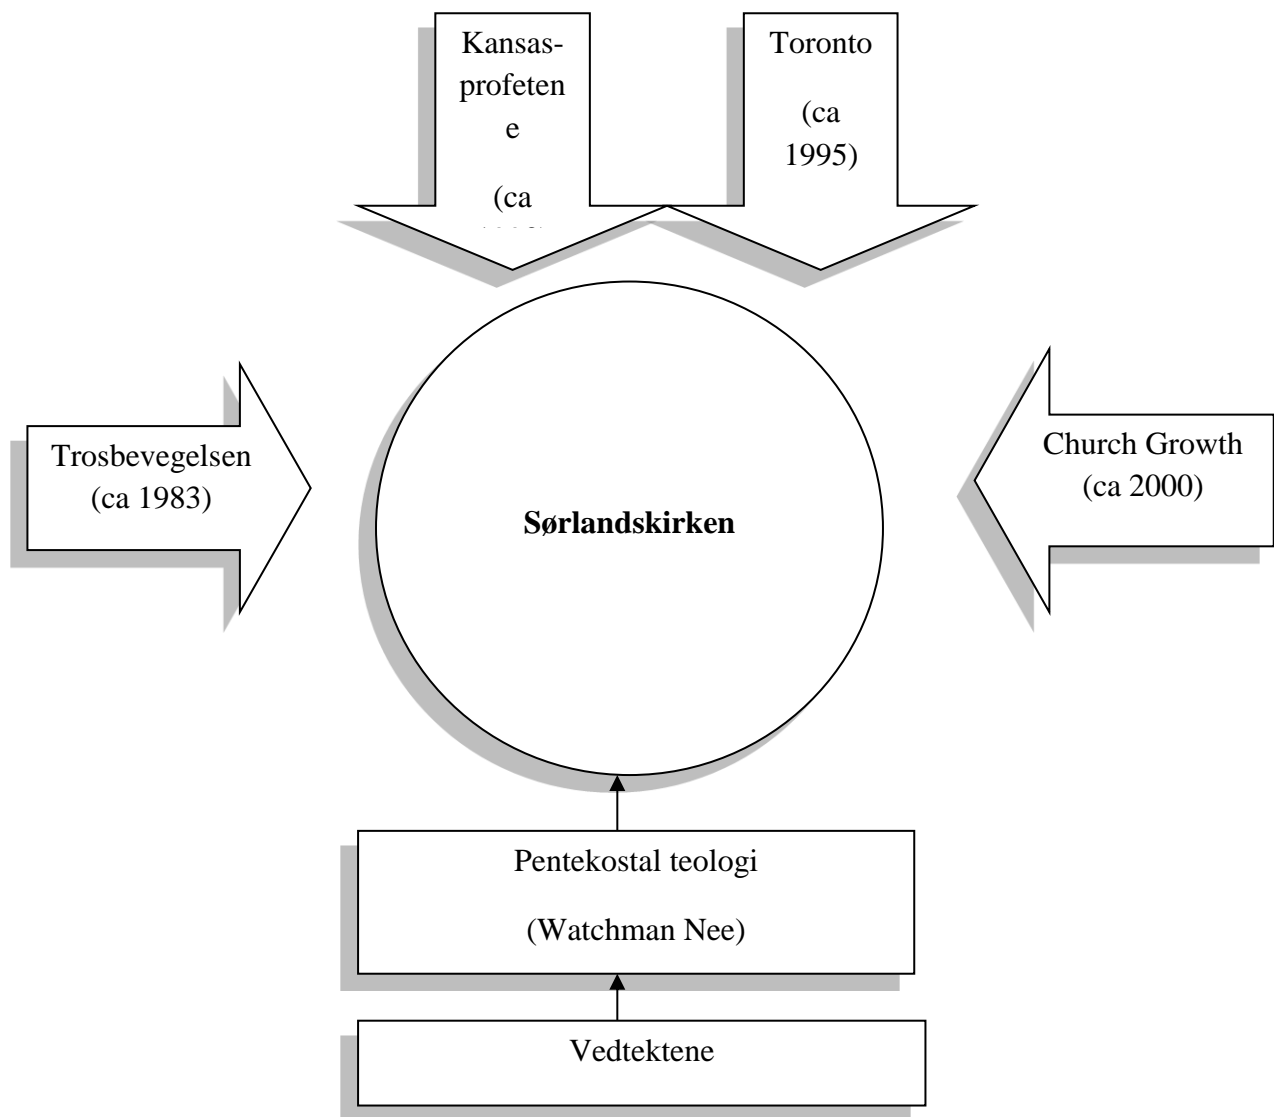 Kansas-
profeten
e
(ca
Toronto
(ca
1995)
Trosbevegelsen
(ca 1983)
Church Growth
(ca 2000)
Sørlandskirken
Pentekostal teologi
(Watchman Nee)
Vedtektene